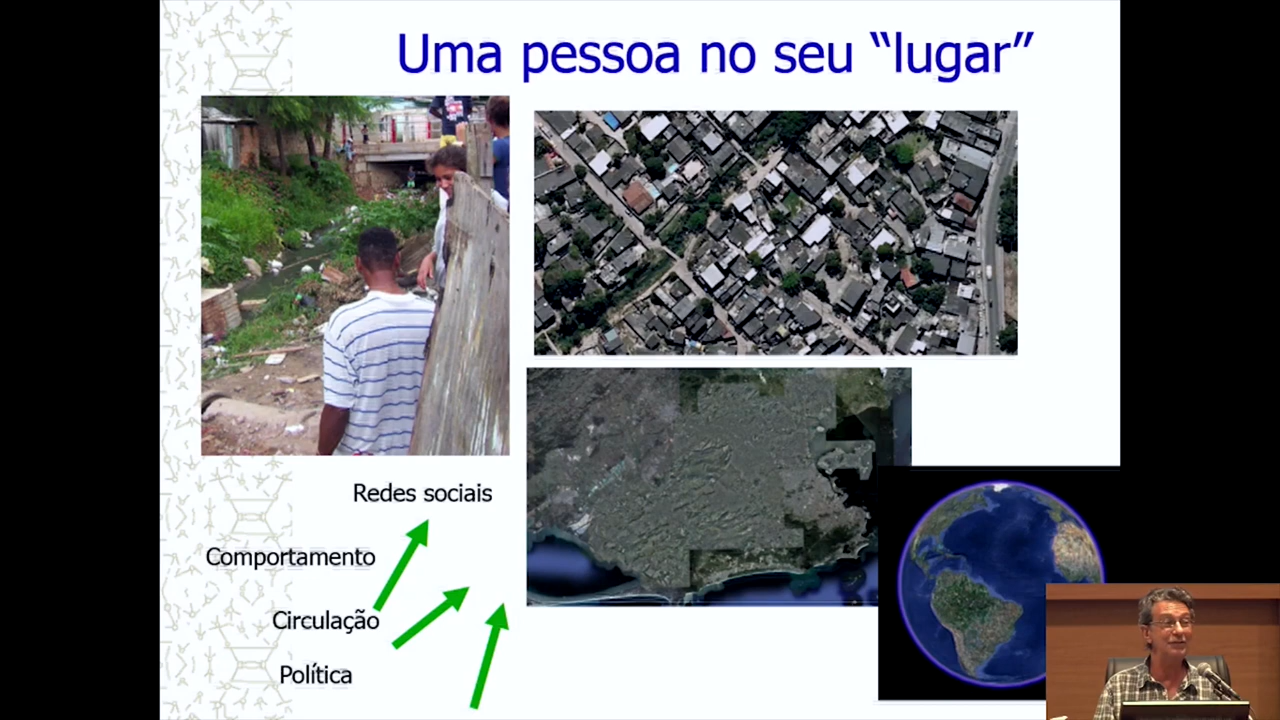 Uma pessoa no seu “lugar”
Redes sociais
Comportamento
Circulação
Política